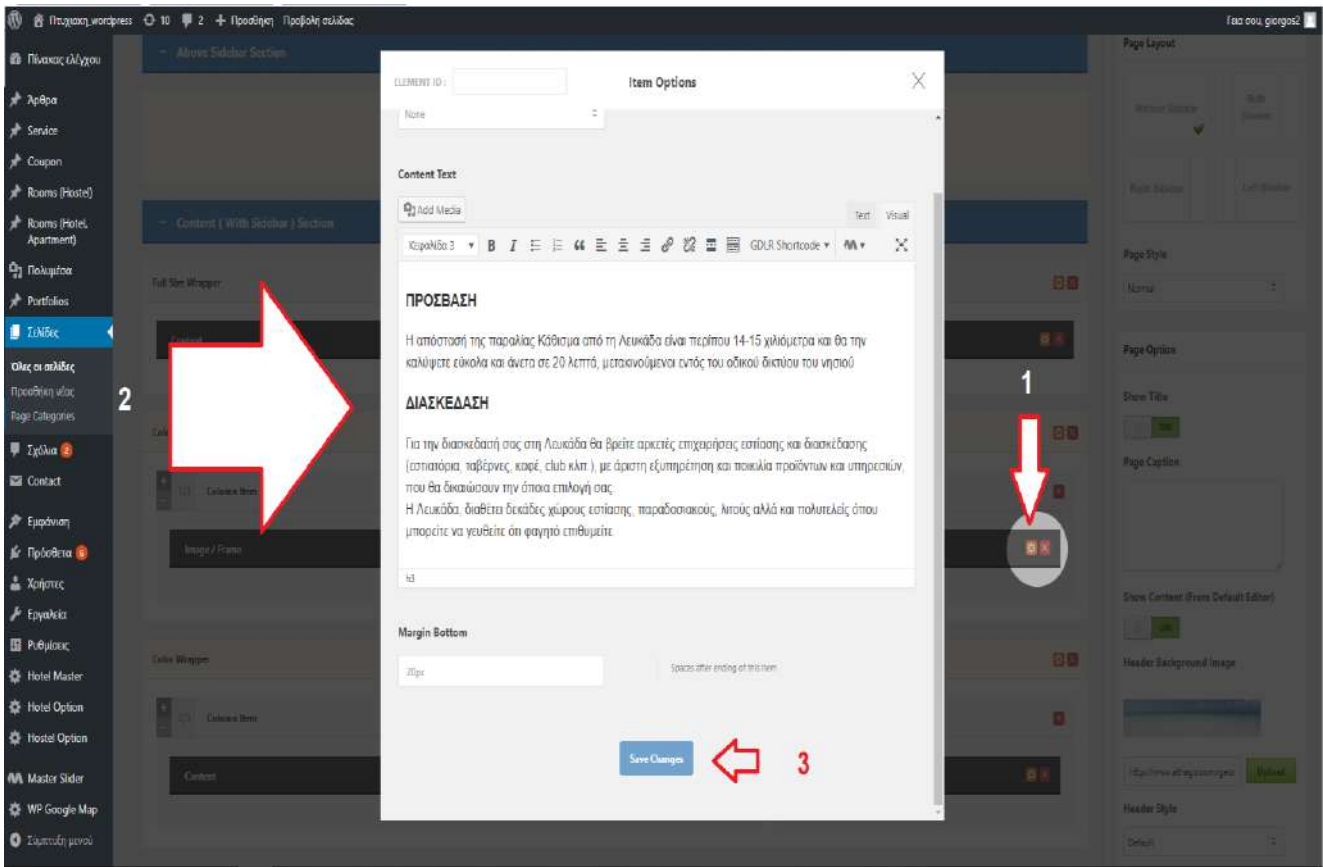 Πτυχιακη_wordpress 10 2 + Προσθήκη Προβολή σελίδας
Γεια σου, giorgos2
Πίνακας ελέγχου
Άρθρα
Service
Coupon
Rooms (Hostel)
Rooms (Hotel,
Apartment)
Πολυμέσα
Portfolios
Σελίδες
Όλες οι σελίδες
Προσθήκη νέας
Page Categories
Σχόλια 2
Contact
Εμφάνιση
Πρόσθετα 6
Χρήστες
Εργαλεία
Ρυθμίσεις
Hotel Master
Hotel Option
Hostel Option
Master Slider
WP Google Map
Σύμπτυξη μενού
Above Sidebar Section
Content ( With Sidebar ) Section
Full Size Wrapper
Content
Color
Column Item
Image / Frame
Color Wrapper
Column Item
Content
2
ELEMENT ID :
Item Options
None
Content Text
Add Media
Text Visual
Κεφαλίδα 3 B I GDLR Shortcode
ΠΡΟΣΒΑΣΗ
Η απόστασή της παραλίας Κάθισμα από τη Λευκάδα είναι περίπου 14-15 χιλιόμετρα και θα την
καλύψετε εύκολα και άνετα σε 20 λεπτά, μετακινούμενοι εντός του οδικού δικτύου του νησιού
ΔΙΑΣΚΕΔΑΣΗ
Για την διασκεδασή σας στη Λευκάδα θα βρείτε αρκετές επιχειρήσεις εστίασης και διασκέδασης
(εστιατόρια, ταβέρνες, καφέ, club κλπ.), με άριστη εξυπηρέτηση και ποικιλία προϊόντων και υπηρεσιών,
που θα δικαιώσουν την όποια επιλογή σας.
Η Λευκάδα, διαθέτει δεκάδες χώρους εστίασης, παραδοσιακούς, λιτούς αλλά και πολυτελείς όπου
μπορείτε να γευθείτε ότι φαγητό επιθυμείτε.
h3
Margin Bottom
20px
Spaces after ending of this item
Save Changes
3
1
Page Layout
Page Style
Normal
Page Option
Show Title
Page Caption
Show Content (From Default Editor)
Header Background Image
Upload
Header Style
Default